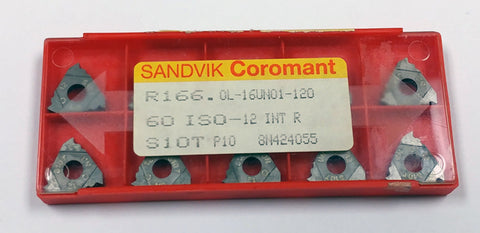 SANDVIK Coromant
R166.0L-16UN01-120
60 ISO-12 INT R
S10T P10 8N424055